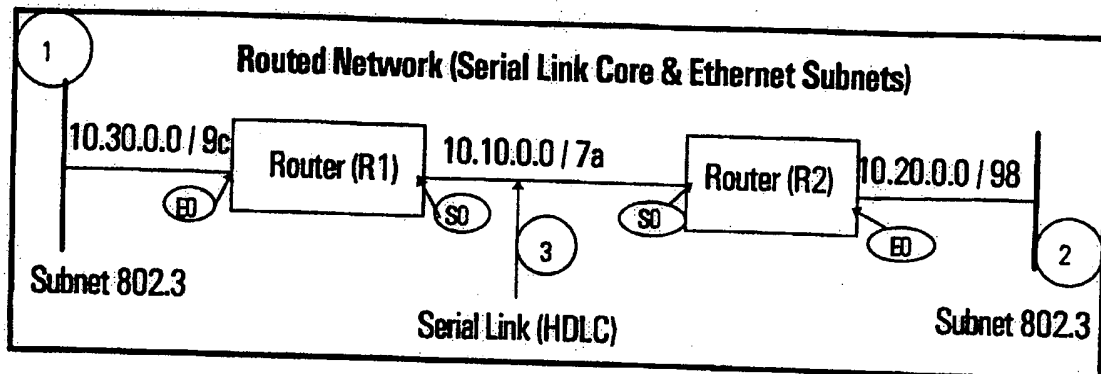 1
Routed Network (Serial Link Core & Ethernet Subnets)
10.30.0.0 / 9c
Router (R1)
10.10.0.0 / 7a
Router (R2)
10.20.0.0 / 98
E0
S0
S0
E0
3
2
Subnet 802.3
Serial Link (HDLC)
Subnet 802.3